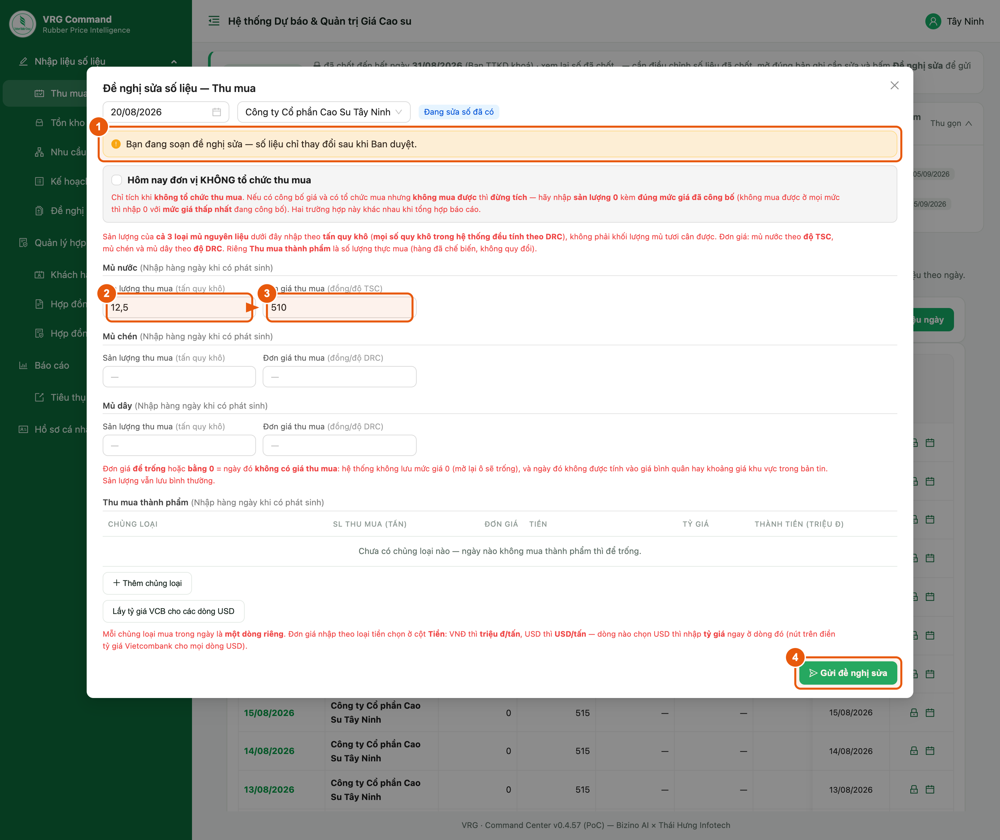 VRG Command
Rubber Price Intelligence
Hệ thống Dự báo & Quản trị Giá Cao su
Tây Ninh
Nhập liệu số liệu
đã chốt đến hết ngày 31/08/2026 (Ban TTKD khoá) · xem lại số đã chốt — cần điều chỉnh số liệu đã chốt, mở đúng bản ghi cần sửa và bấm Đề nghị sửa để gửi
Thu mua
Tồn kho
Nhu cầu
Kế hoạch
Đề nghị
Quản lý hợp
Khách
Hợp đồn
Hợp đồn
Báo cáo
Tiêu thụ
Hồ sơ cá
Thu gọn
05/09/2026
5/09/2026
theo ngày.
ngày
Đề nghị sửa số liệu — Thu mua
20/08/2026
Công ty Cổ phần Cao Su Tây Ninh
Đang sửa số đã có
1
Bạn đang soạn đề nghị sửa — số liệu chỉ thay đổi sau khi Ban duyệt.
Hôm nay đơn vị KHÔNG tổ chức thu mua
Chỉ tích khi không tổ chức thu mua. Nếu có công bố giá và có tổ chức mua nhưng không mua được thì đừng tích — hãy nhập sản lượng 0 kèm đúng mức giá đã công bố (không mua được ở mọi mức
thì nhập 0 với mức giá thấp nhất đang công bố). Hai trường hợp này khác nhau khi tổng hợp báo cáo.
Sản lượng của cả 3 loại mủ nguyên liệu dưới đây nhập theo tấn quy khô (mọi số quy khô trong hệ thống đều tính theo DRC), không phải khối lượng mủ tươi cân được. Đơn giá: mủ nước theo độ TSC,
mủ chén và mủ dây theo độ DRC. Riêng Thu mua thành phẩm là số lượng thực mua (hàng đã chế biến, không quy đổi).
Mủ nước (Nhập hàng ngày khi có phát sinh)
2 lượng thu mua (tấn quy khô)
3 giá thu mua (đồng/độ TSC)
12,5
510
Mủ chén (Nhập hàng ngày khi có phát sinh)
Sản lượng thu mua (tấn quy khô)
Đơn giá thu mua (đồng/độ DRC)
—
—
Mủ dây (Nhập hàng ngày khi có phát sinh)
Sản lượng thu mua (tấn quy khô)
Đơn giá thu mua (đồng/độ DRC)
—
—
Đơn giá để trống hoặc bằng 0 = ngày đó không có giá thu mua: hệ thống không lưu mức giá 0 (mở lại ô sẽ trống), và ngày đó không được tính vào giá bình quân hay khoảng giá khu vực trong bản tin.
Sản lượng vẫn lưu bình thường.
Thu mua thành phẩm (Nhập hàng ngày khi có phát sinh)
CHỦNG LOẠI SL THU MUA (TẤN) ĐƠN GIÁ TIỀN TỶ GIÁ THÀNH TIỀN (TRIỆU Đ)
Chưa có chủng loại nào — ngày nào không mua thành phẩm thì để trống.
+ Thêm chủng loại
Lấy tỷ giá VCB cho các dòng USD
Mỗi chủng loại mua trong ngày là một dòng riêng. Đơn giá nhập theo loại tiền chọn ở cột Tiền: VNĐ thì triệu đ/tấn, USD thì USD/tấn — dòng nào chọn USD thì nhập tỷ giá ngay ở dòng đó (nút trên điền
tỷ giá Vietcombank cho mọi dòng USD).
4
Gửi đề nghị sửa
15/08/2026 Công ty Cổ phần Cao Su Tây Ninh 0 515 — — 15/08/2026
14/08/2026 Công ty Cổ phần Cao Su Tây Ninh 0 515 — — 14/08/2026
13/08/2026 Công ty Cổ phần Cao Su Tây Ninh 0 515 — — 13/08/2026
VRG · Command Center v0.4.57 (PoC) — Bizino AI × Thái Hưng Infotech